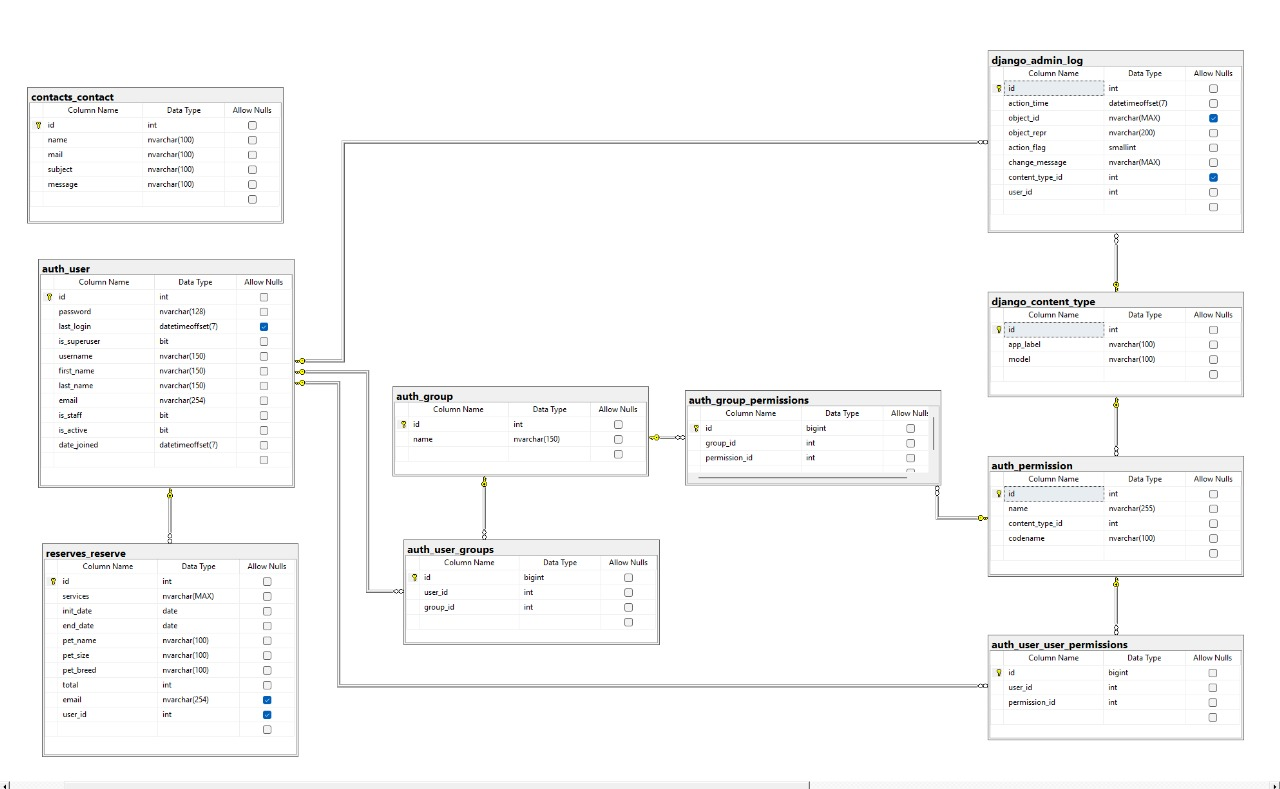 contacts_contact
Column Name Data Type Allow Nulls
id int
name nvarchar(100)
mail nvarchar(100)
subject nvarchar(100)
message nvarchar(100)
auth_user
Column Name Data Type Allow Nulls
id int
password nvarchar(128)
last_login datetimeoffset(7)
is_superuser bit
username nvarchar(150)
first_name nvarchar(150)
last_name nvarchar(150)
email nvarchar(254)
is_staff bit
is_active bit
date_joined datetimeoffset(7)
reserves_reserve
Column Name Data Type Allow Nulls
id int
services nvarchar(MAX)
init_date date
end_date date
pet_name nvarchar(100)
pet_size nvarchar(100)
pet_breed nvarchar(100)
total int
email nvarchar(254)
user_id int
auth_group
Column Name Data Type Allow Nulls
id int
name nvarchar(150)
auth_user_groups
Column Name Data Type Allow Nulls
id bigint
user_id int
group_id int
auth_group_permissions
Column Name Data Type Allow Nulls
id bigint
group_id int
permission_id int
django_admin_log
Column Name Data Type Allow Nulls
id int
action_time datetimeoffset(7)
object_id nvarchar(MAX)
object_repr nvarchar(200)
action_flag smallint
change_message nvarchar(MAX)
content_type_id int
user_id int
django_content_type
Column Name Data Type Allow Nulls
id int
app_label nvarchar(100)
model nvarchar(100)
auth_permission
Column Name Data Type Allow Nulls
id int
name nvarchar(255)
content_type_id int
codename nvarchar(100)
auth_user_user_permissions
Column Name Data Type Allow Nulls
id bigint
user_id int
permission_id int